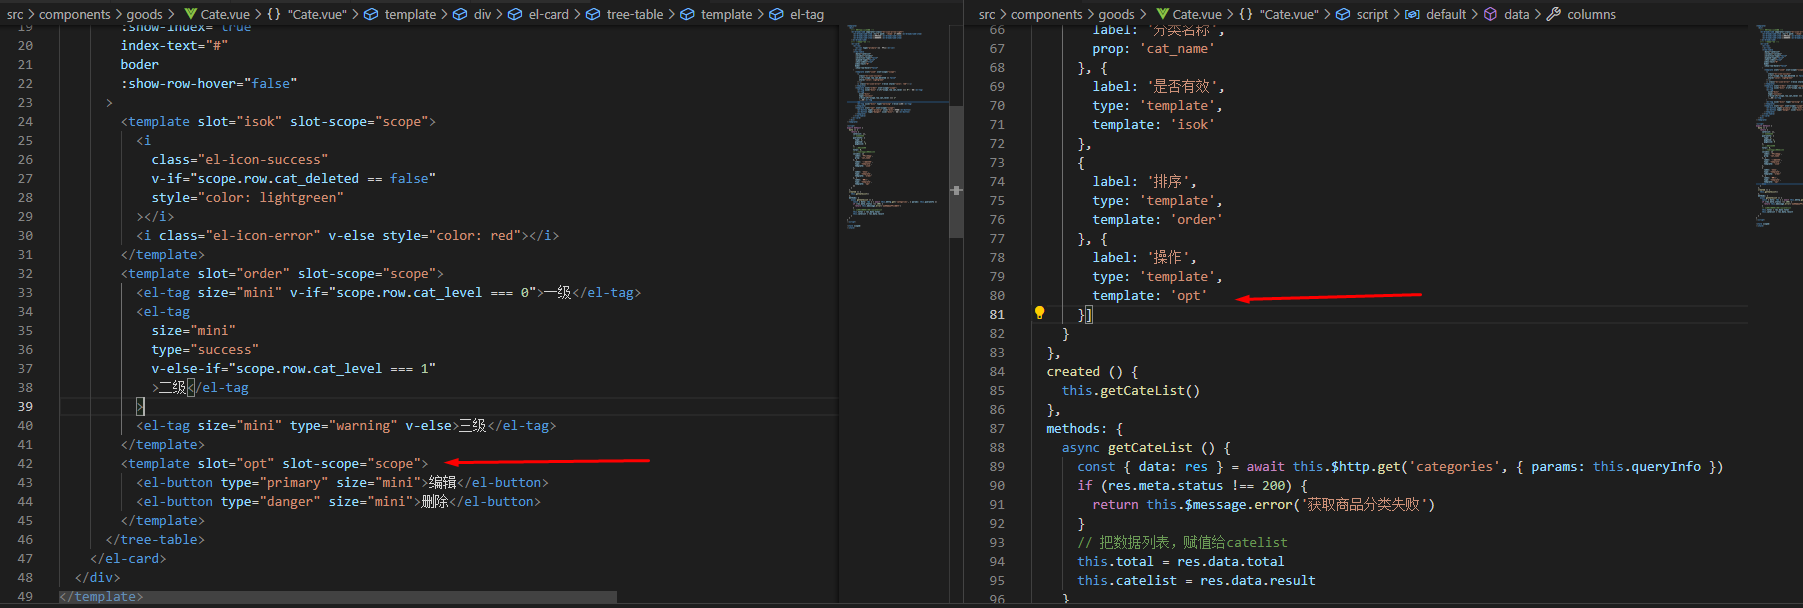 src > components > goods > Cate.vue > {} "Cate.vue" > template > div > el-card > tree-table > template > el-tag
19 :show-index="true"
20 index-text="#"
21 boder
22 :show-row-hover="false"
23 >
24 <template slot="isok" slot-scope="scope">
25 <i
26 class="el-icon-success"
27 v-if="scope.row.cat_deleted == false"
28 style="color: lightgreen"
29 ></i>
30 <i class="el-icon-error" v-else style="color: red"></i>
31 </template>
32 <template slot="order" slot-scope="scope">
33 <el-tag size="mini" v-if="scope.row.cat_level === 0">一级</el-tag>
34 <el-tag
35 size="mini"
36 type="success"
37 v-else-if="scope.row.cat_level === 1"
38 >二级</el-tag
39 >
40 <el-tag size="mini" type="warning" v-else>三级</el-tag>
41 </template>
42 <template slot="opt" slot-scope="scope">
43 <el-button type="primary" size="mini">编辑</el-button>
44 <el-button type="danger" size="mini">删除</el-button>
45 </template>
46 </tree-table>
47 </el-card>
48 </div>
49 </template>
src > components > goods > Cate.vue > {} "Cate.vue" > script > default > data > columns
66 label: '分类名称',
67 prop: 'cat_name'
68 }, {
69 label: '是否有效',
70 type: 'template',
71 template: 'isok'
72 },
73 {
74 label: '排序',
75 type: 'template',
76 template: 'order'
77 }, {
78 label: '操作',
79 type: 'template',
80 template: 'opt'
81 }]
82 }
83 },
84 created () {
85 this.getCateList()
86 },
87 methods: {
88 async getCateList () {
89 const { data: res } = await this.$http.get('categories', { params: this.queryInfo })
90 if (res.meta.status !== 200) {
91 return this.$message.error('获取商品分类失败')
92 }
93 // 把数据列表，赋值给catelist
94 this.total = res.data.total
95 this.catelist = res.data.result
96 }